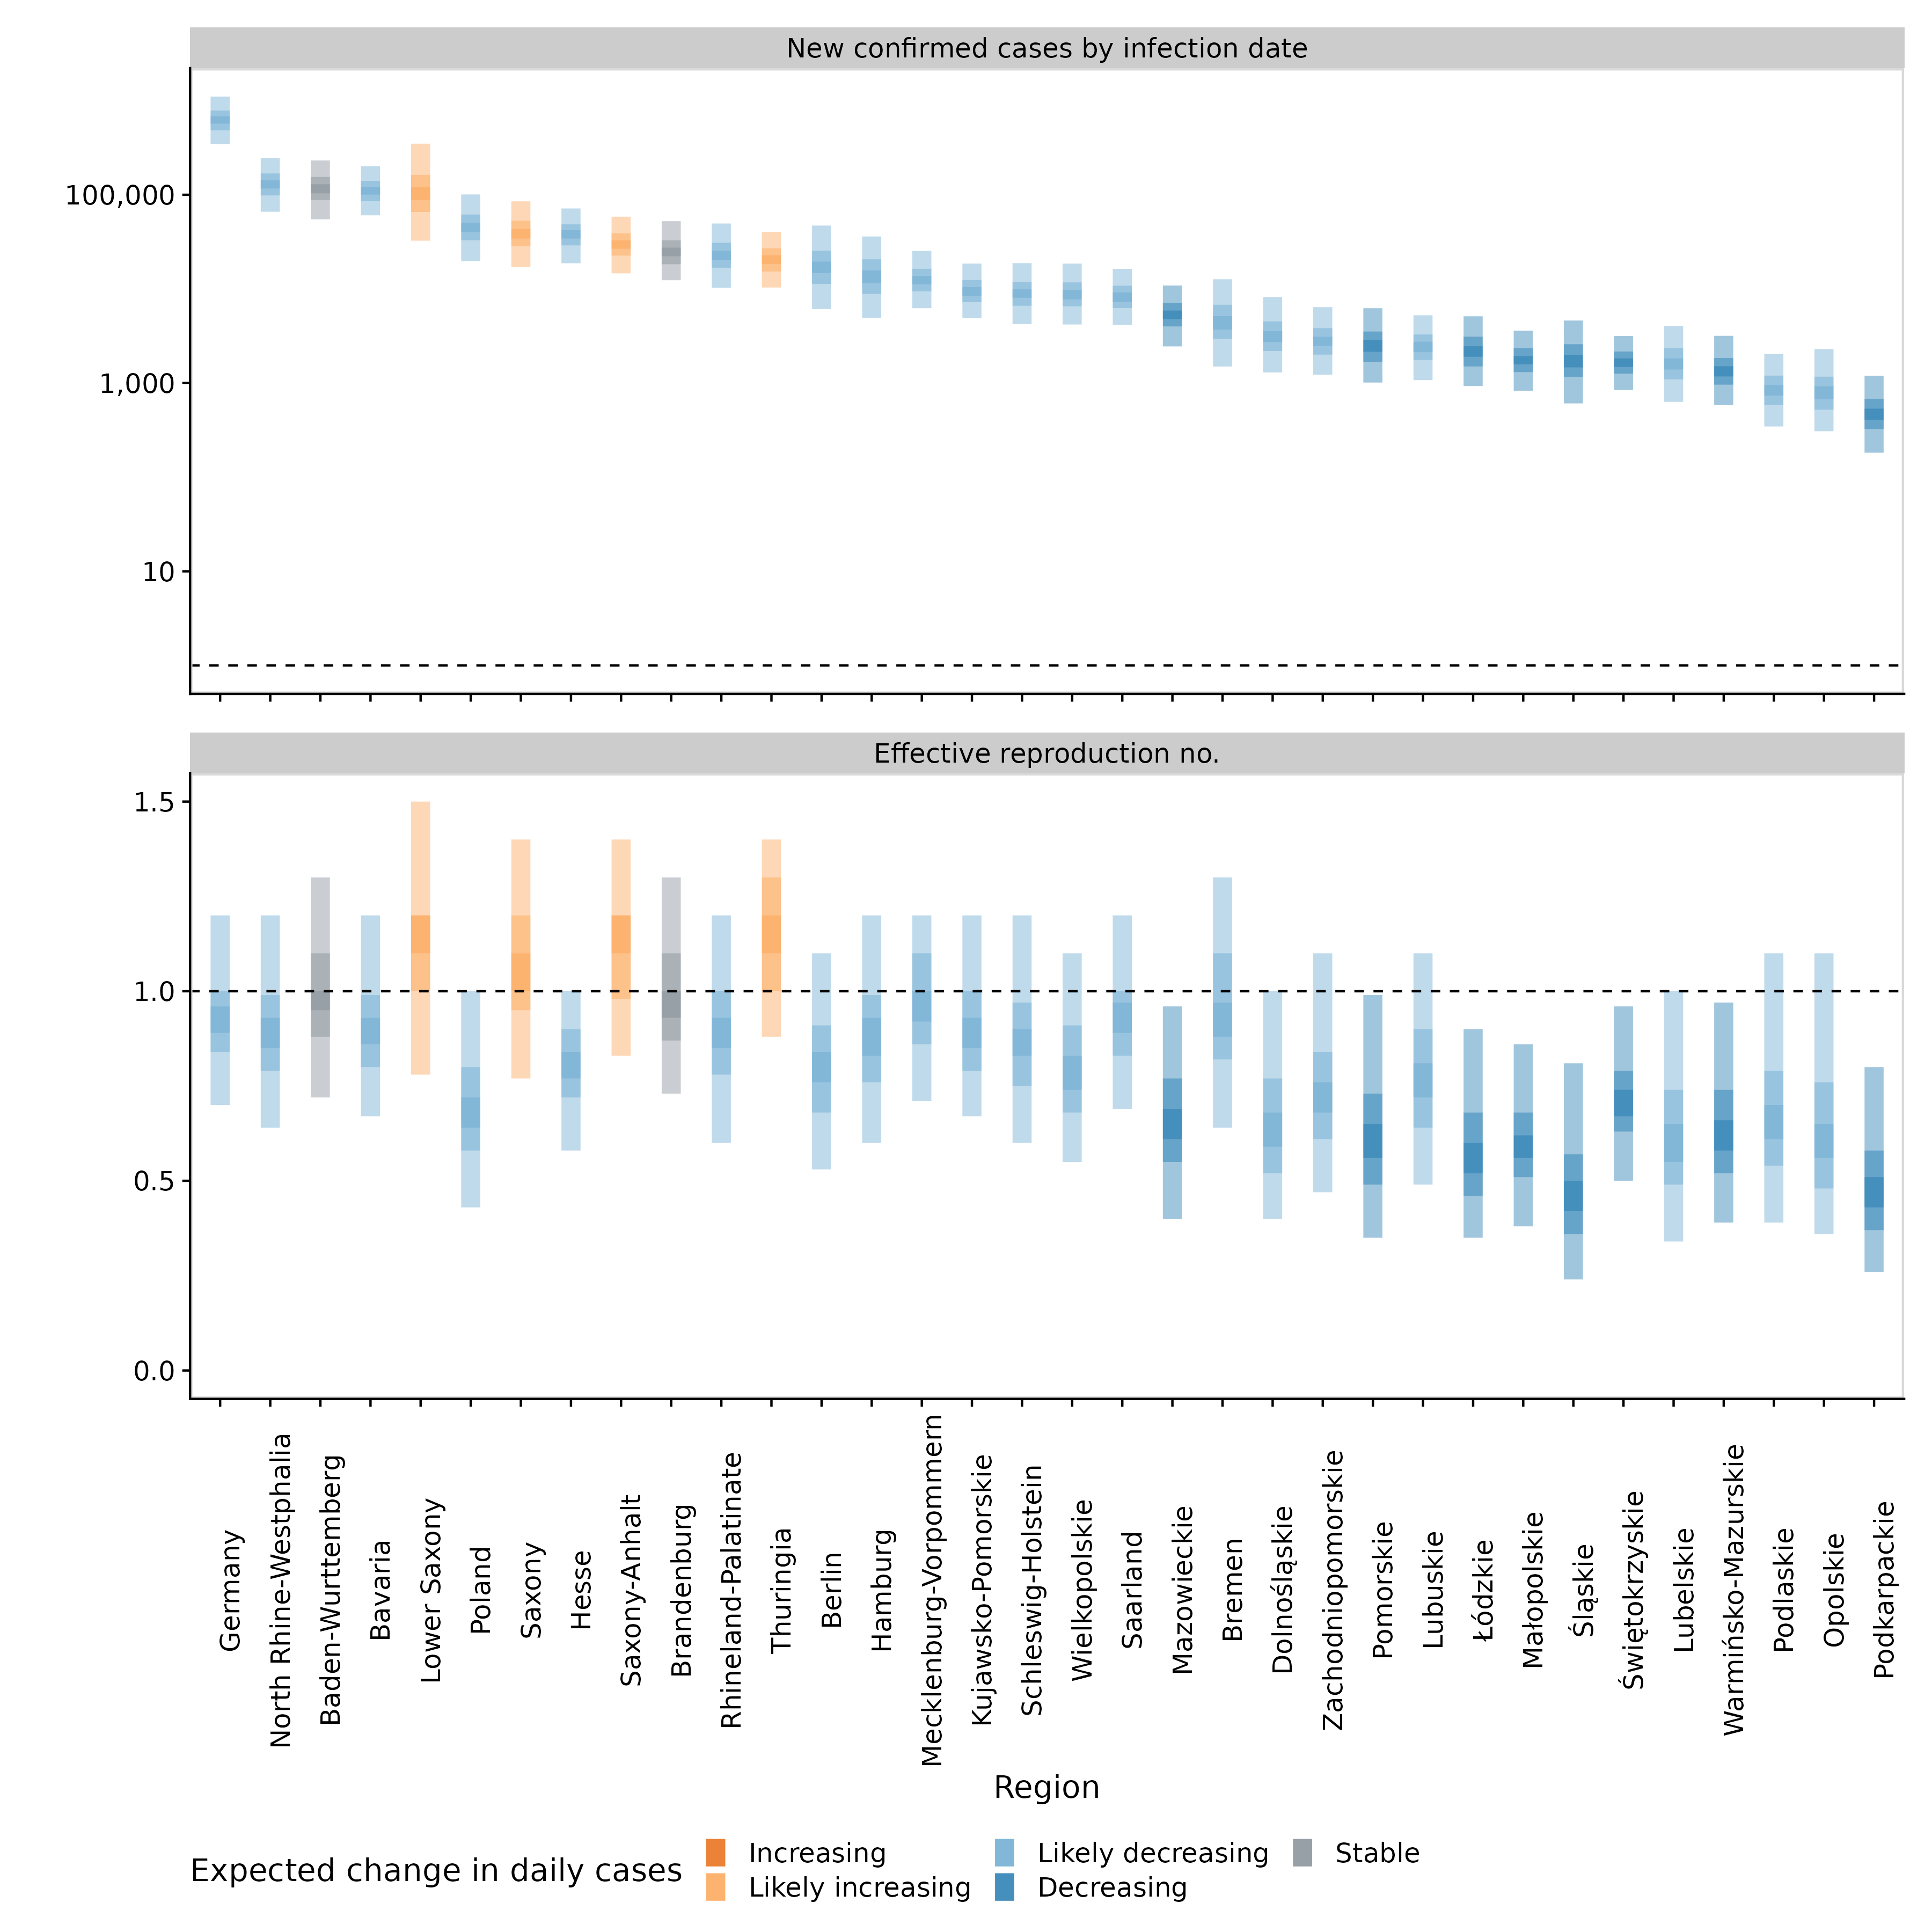 New confirmed cases by infection date
100,000
1,000
10
Effective reproduction no.
1.5
1.0
0.5
0.0
Germany
North Rhine-Westphalia
Baden-Wurttemberg
Bavaria
Lower Saxony
Poland
Saxony
Hesse
Saxony-Anhalt
Brandenburg
Rhineland-Palatinate
Thuringia
Berlin
Hamburg
Mecklenburg-Vorpommern
Kujawsko-Pomorskie
Schleswig-Holstein
Wielkopolskie
Saarland
Mazowieckie
Bremen
Dolnośląskie
Zachodniopomorskie
Pomorskie
Lubuskie
Łódzkie
Małopolskie
Śląskie
Świętokrzyskie
Lubelskie
Warmińsko-Mazurskie
Podlaskie
Opolskie
Podkarpackie
Region
Expected change in daily cases
Increasing
Likely increasing
Likely decreasing
Decreasing
Stable